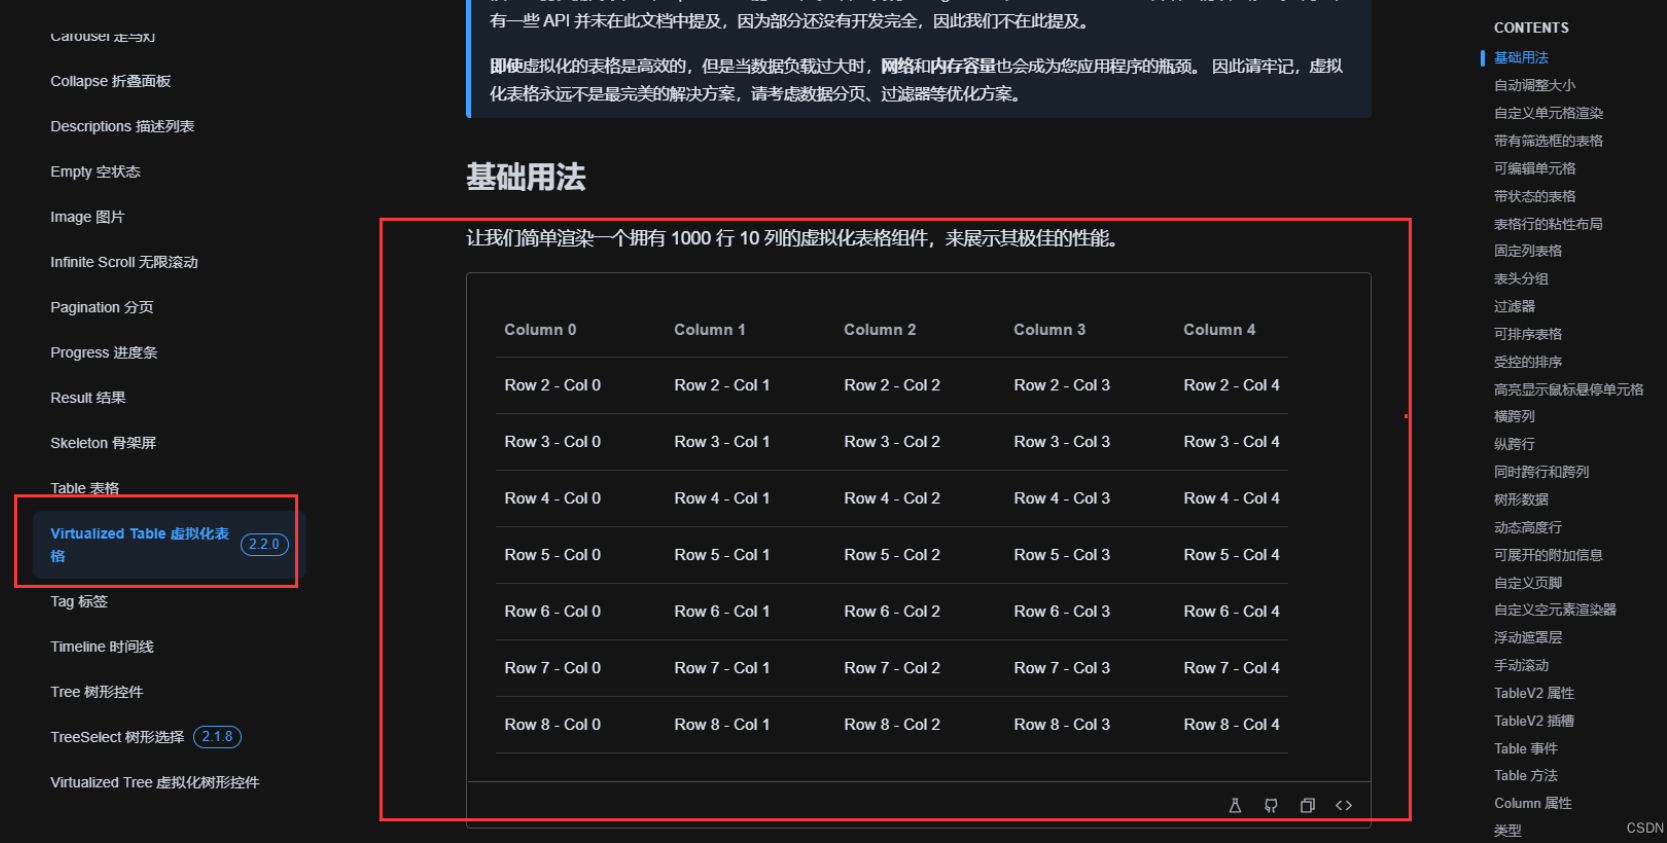 Carousel 走马灯
Collapse 折叠面板
Descriptions 描述列表
Empty 空状态
Image 图片
Infinite Scroll 无限滚动
Pagination 分页
Progress 进度条
Result 结果
Skeleton 骨架屏
Table 表格
Virtualized Table 虚拟化表
格
2.2.0
Tag 标签
Timeline 时间线
Tree 树形控件
TreeSelect 树形选择 2.1.8
Virtualized Tree 虚拟化树形控件
有一些 API 并未在此文档中提及，因为部分还没有开发完全，因此我们不在此提及。
即使虚拟化的表格是高效的，但是当数据负载过大时，网络和内存容量也会成为您应用程序的瓶颈。 因此请牢记，虚拟
化表格永远不是最完美的解决方案，请考虑数据分页、过滤器等优化方案。
基础用法
让我们简单渲染一个拥有 1000 行 10 列的虚拟化表格组件，来展示其极佳的性能。
Column 0 Column 1 Column 2 Column 3 Column 4
Row 2 - Col 0 Row 2 - Col 1 Row 2 - Col 2 Row 2 - Col 3 Row 2 - Col 4
Row 3 - Col 0 Row 3 - Col 1 Row 3 - Col 2 Row 3 - Col 3 Row 3 - Col 4
Row 4 - Col 0 Row 4 - Col 1 Row 4 - Col 2 Row 4 - Col 3 Row 4 - Col 4
Row 5 - Col 0 Row 5 - Col 1 Row 5 - Col 2 Row 5 - Col 3 Row 5 - Col 4
Row 6 - Col 0 Row 6 - Col 1 Row 6 - Col 2 Row 6 - Col 3 Row 6 - Col 4
Row 7 - Col 0 Row 7 - Col 1 Row 7 - Col 2 Row 7 - Col 3 Row 7 - Col 4
Row 8 - Col 0 Row 8 - Col 1 Row 8 - Col 2 Row 8 - Col 3 Row 8 - Col 4
CONTENTS
基础用法
自动调整大小
自定义单元格渲染
带有筛选框的表格
可编辑单元格
带状态的表格
表格行的粘性布局
固定列表格
表头分组
过滤器
可排序表格
受控的排序
高亮显示鼠标悬停单元格
横跨列
纵跨行
同时跨行和跨列
树形数据
动态高度行
可展开的附加信息
自定义页脚
自定义空元素渲染器
浮动遮罩层
手动滚动
TableV2 属性
TableV2 插槽
Table 事件
Table 方法
Column 属性
类型
CSDN